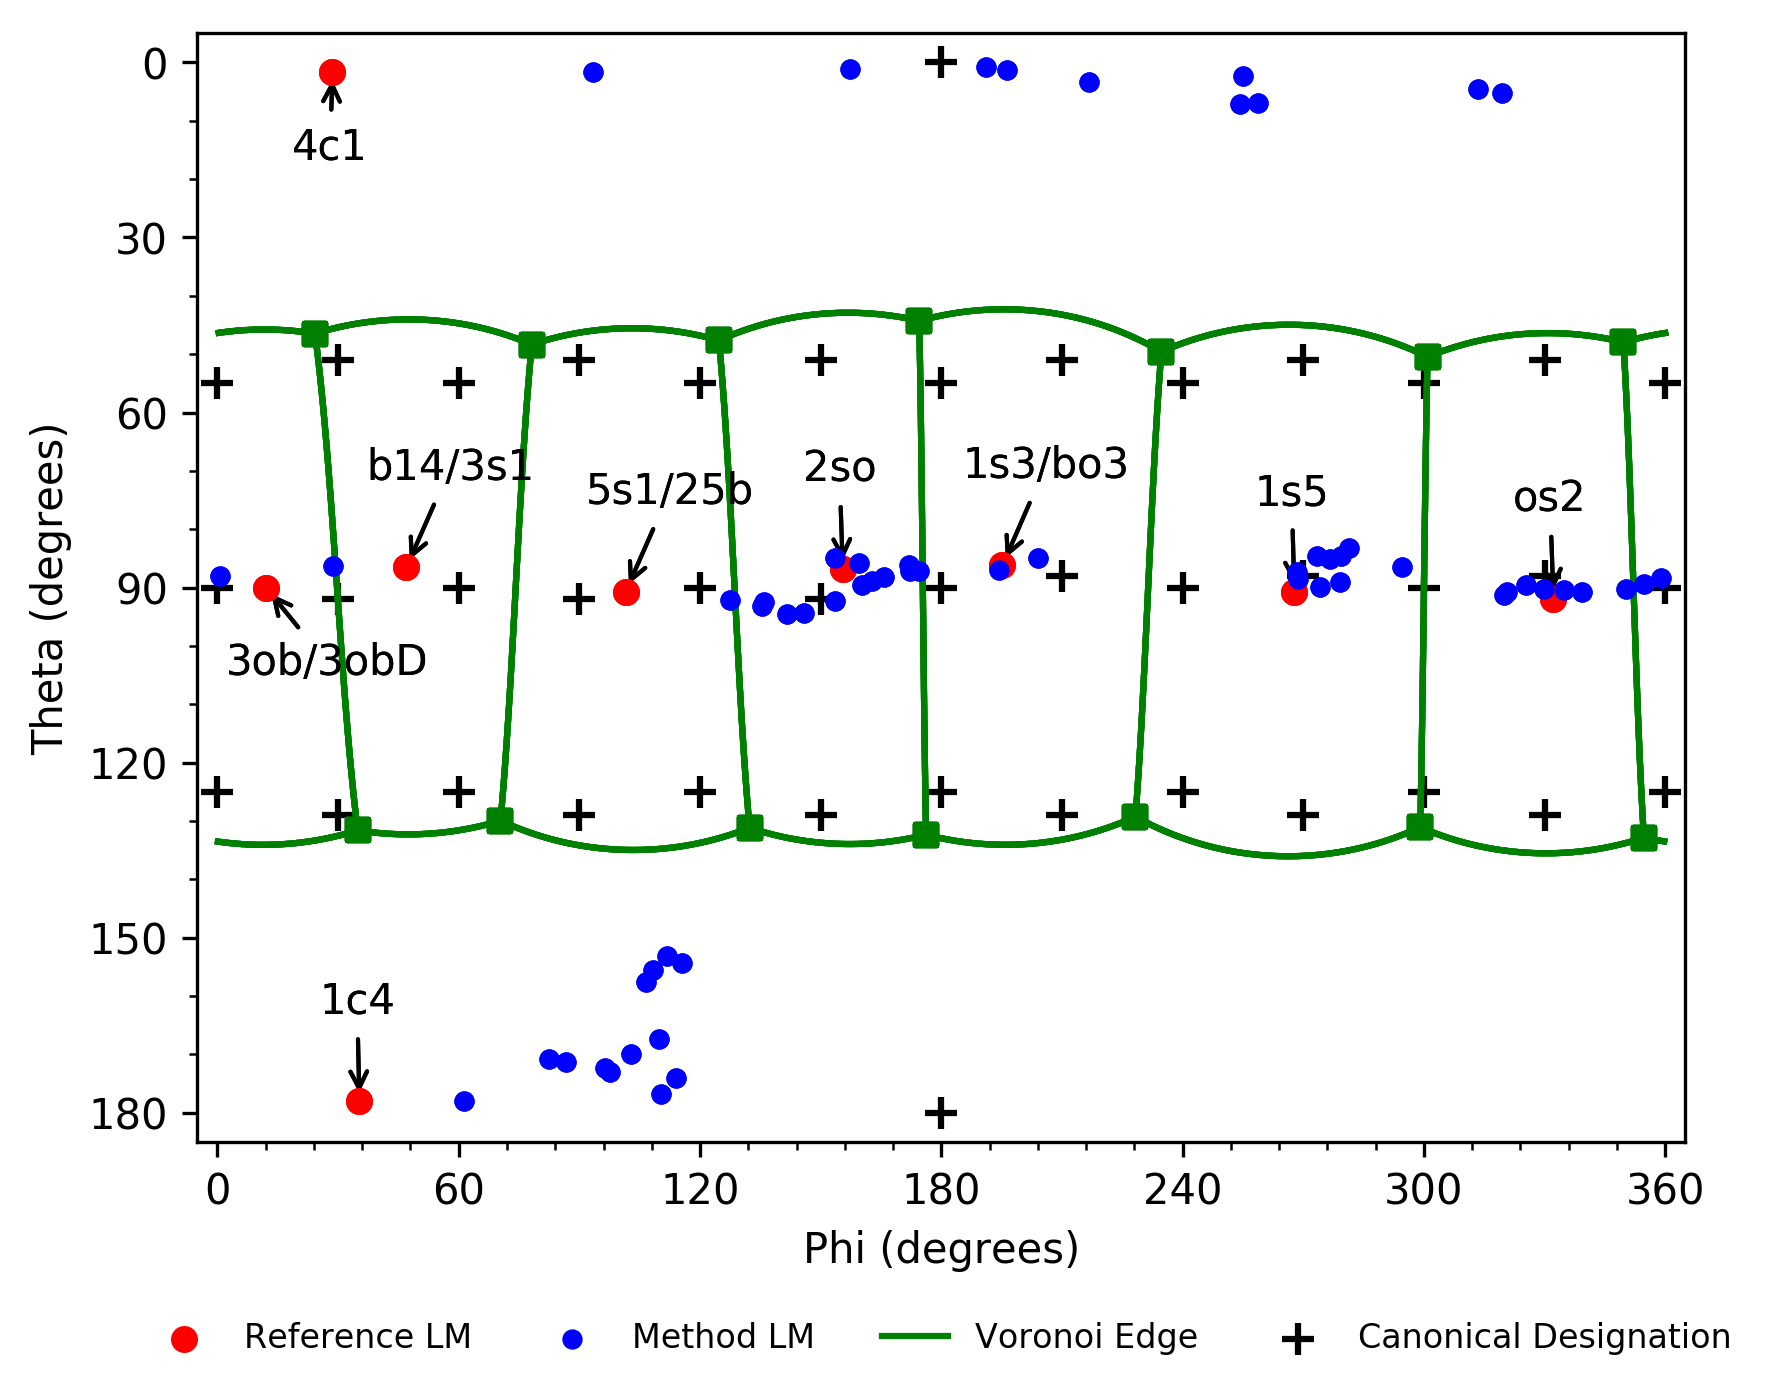 0
4c1
30
60
b14/3s1
5s1/25b
2so
1s3/bo3
1s5
os2
90
3ob/3obD
120
150
1c4
180
Theta (degrees)
0 60 120 180 240 300 360
Phi (degrees)
Reference LM Method LM Voronoi Edge Canonical Designation